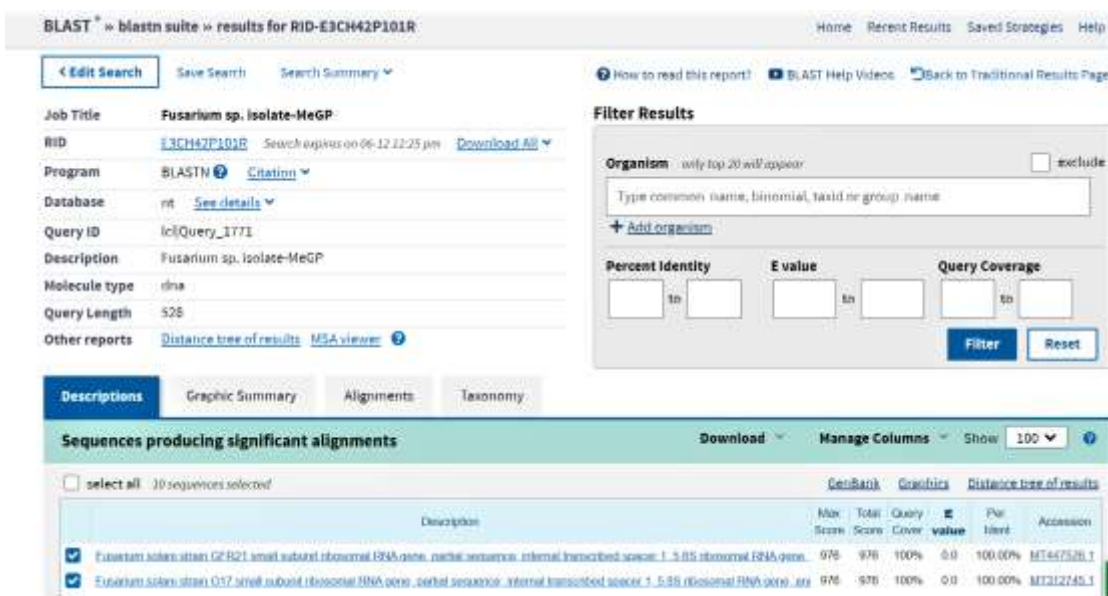 BLAST ® » blastn suite » results for RID-E3CH42P101R
Home Recent Results Saved Strategies Help
< Edit Search Save Search Search Summary
How to read this report? BLAST Help Videos Back to Traditional Results Page
Job Title Fusarium sp. isolate-MeGP
RID E3CH42P101R Search expires on 06-12 22:25 pm Download All
Program BLASTN Citation
Database nt See details
Query ID lcl|Query_1771
Description Fusarium sp. isolate-MeGP
Molecule type dna
Query Length 528
Other reports Distance tree of results MSA viewer
Filter Results
Organism only top 20 will appear exclude
Type common name, binomial, taxid or group name
+ Add organism
Percent Identity E value Query Coverage
to to to
Filter Reset
Descriptions Graphic Summary Alignments Taxonomy
Sequences producing significant alignments Download Manage Columns Show 100
select all 10 sequences selected GenBank Graphics Distance tree of results
Description Max Score Total Score Query Cover E value Per. Ident Accession
Fusarium solani strain GFR21 small subunit ribosomal RNA gene, partial sequence; internal transcribed spacer 1, 5.8S ribosomal RNA gene, 976 976 100% 0.0 100.00% MT447526.1
Fusarium solani strain O17 small subunit ribosomal RNA gene, partial sequence; internal transcribed spacer 1, 5.8S ribosomal RNA gene, and 976 976 100% 0.0 100.00% MT312745.1